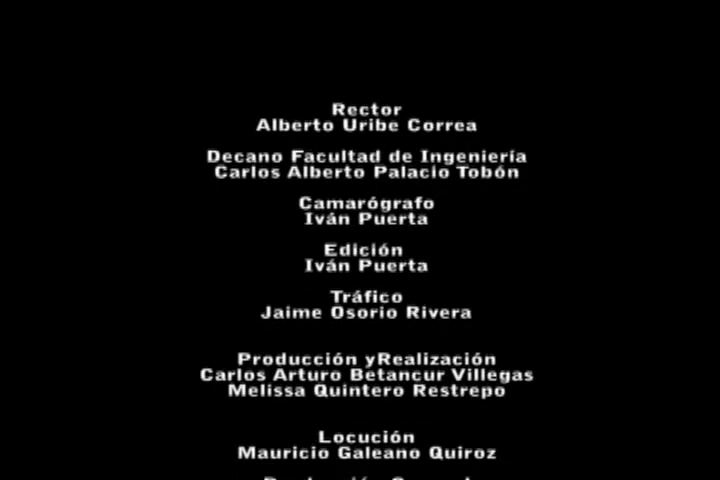 Rector
Alberto Uribe Correa
Decano Facultad de Ingeniería
Carlos Alberto Palacio Tobón
Camarógrafo
Iván Puerta
Edición
Iván Puerta
Tráfico
Jaime Osorio Rivera
Producción yRealización
Carlos Arturo Betancur Villegas
Melissa Quintero Restrepo
Locución
Mauricio Galeano Quiroz